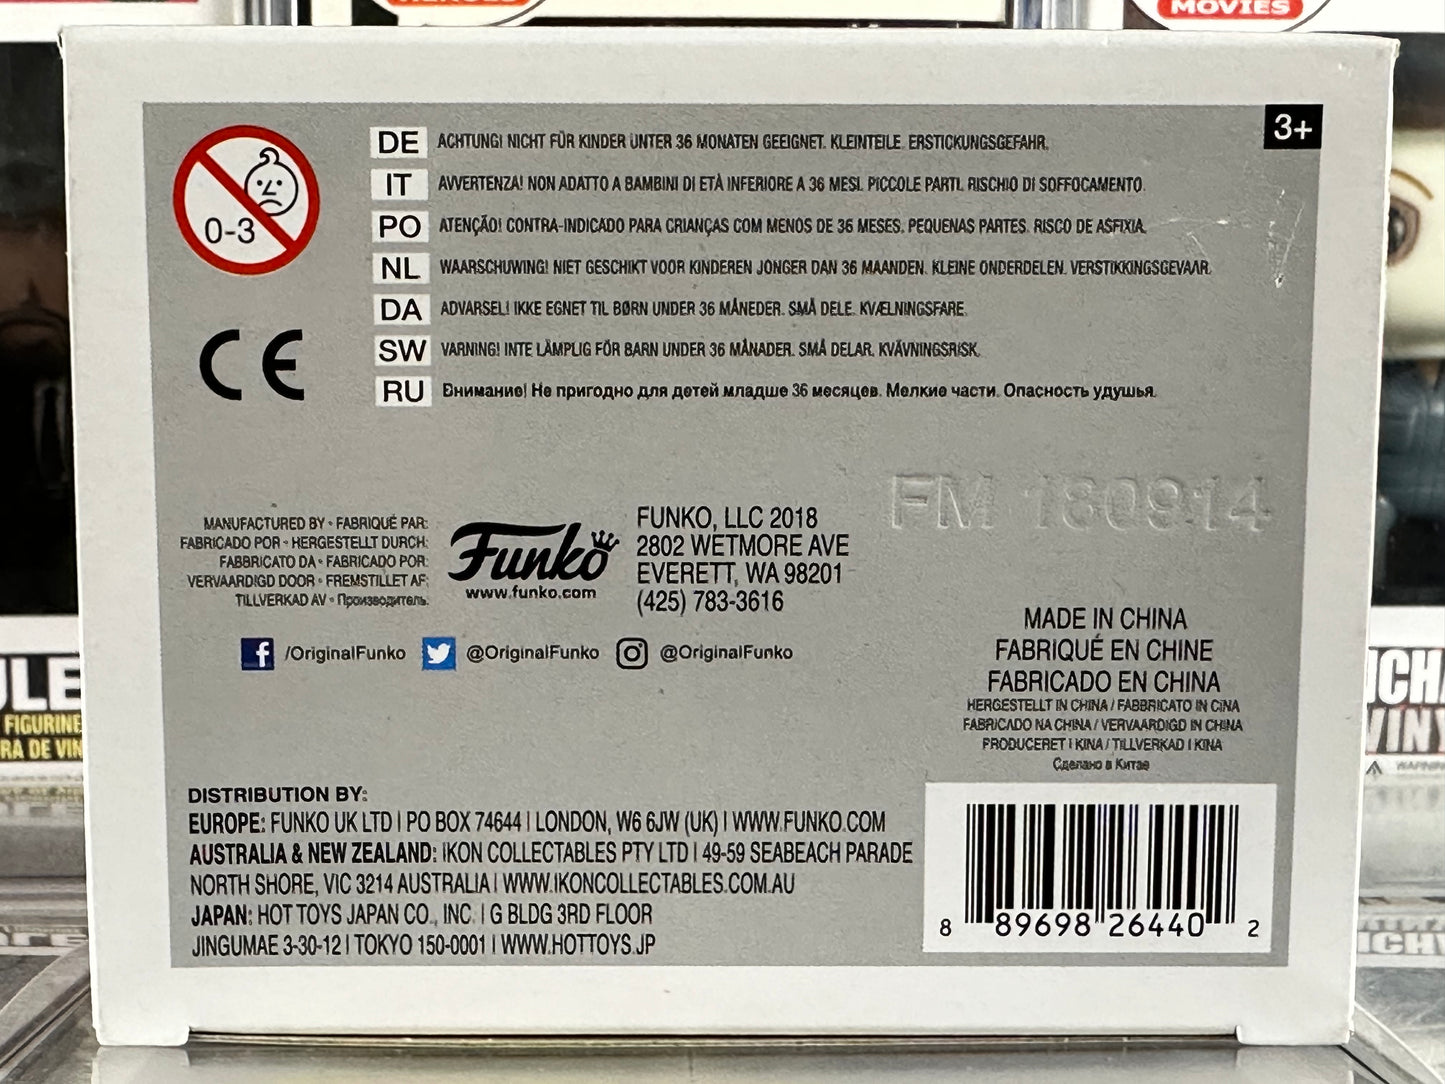 HEROES
MOVIES
3+
0-3
DE ACHTUNG! NICHT FÜR KINDER UNTER 36 MONATEN GEEIGNET. KLEINTEILE. ERSTICKUNGSGEFAHR.
IT AVVERTENZA! NON ADATTO A BAMBINI DI ETÀ INFERIORE A 36 MESI. PICCOLE PARTI. RISCHIO DI SOFFOCAMENTO.
PO ATENÇÃO! CONTRA-INDICADO PARA CRIANÇAS COM MENOS DE 36 MESES. PEQUENAS PARTES. RISCO DE ASFIXIA.
NL WAARSCHUWING! NIET GESCHIKT VOOR KINDEREN JONGER DAN 36 MAANDEN. KLEINE ONDERDELEN. VERSTIKKINGSGEVAAR.
DA ADVARSEL! IKKE EGNET TIL BØRN UNDER 36 MÅNEDER. SMÅ DELE. KVÆLNINGSFARE.
SW VARNING! INTE LÄMPLIG FÖR BARN UNDER 36 MÅNADER. SMÅ DELAR. KVÄVNINGSRISK.
RU Внимание! Не пригодно для детей младше 36 месяцев. Мелкие части. Опасность удушья.
CE
FM 180914
MANUFACTURED BY • FABRIQUÉ PAR:
FABRICADO POR • HERGESTELLT DURCH:
FABBRICATO DA • FABRICADO POR:
VERVAARDIGD DOOR • FREMSTILLET AF:
TILLVERKAD AV • Производитель:
Funko
www.funko.com
FUNKO, LLC 2018
2802 WETMORE AVE
EVERETT, WA 98201
(425) 783-3616
/OriginalFunko @OriginalFunko @OriginalFunko
MADE IN CHINA
FABRIQUÉ EN CHINE
FABRICADO EN CHINA
HERGESTELLT IN CHINA / FABBRICATO IN CINA
FABRICADO NA CHINA / VERVAARDIGD IN CHINA
PRODUCERET I KINA / TILLVERKAD I KINA
Сделано в Китае
DISTRIBUTION BY:
EUROPE: FUNKO UK LTD | PO BOX 74644 | LONDON, W6 6JW (UK) | WWW.FUNKO.COM
AUSTRALIA & NEW ZEALAND: IKON COLLECTABLES PTY LTD | 49-59 SEABEACH PARADE
NORTH SHORE, VIC 3214 AUSTRALIA | WWW.IKONCOLLECTABLES.COM.AU
JAPAN: HOT TOYS JAPAN CO., INC. | G BLDG 3RD FLOOR
JINGUMAE 3-30-12 | TOKYO 150-0001 | WWW.HOTTOYS.JP
8 89698 26440 2
FIGURINE